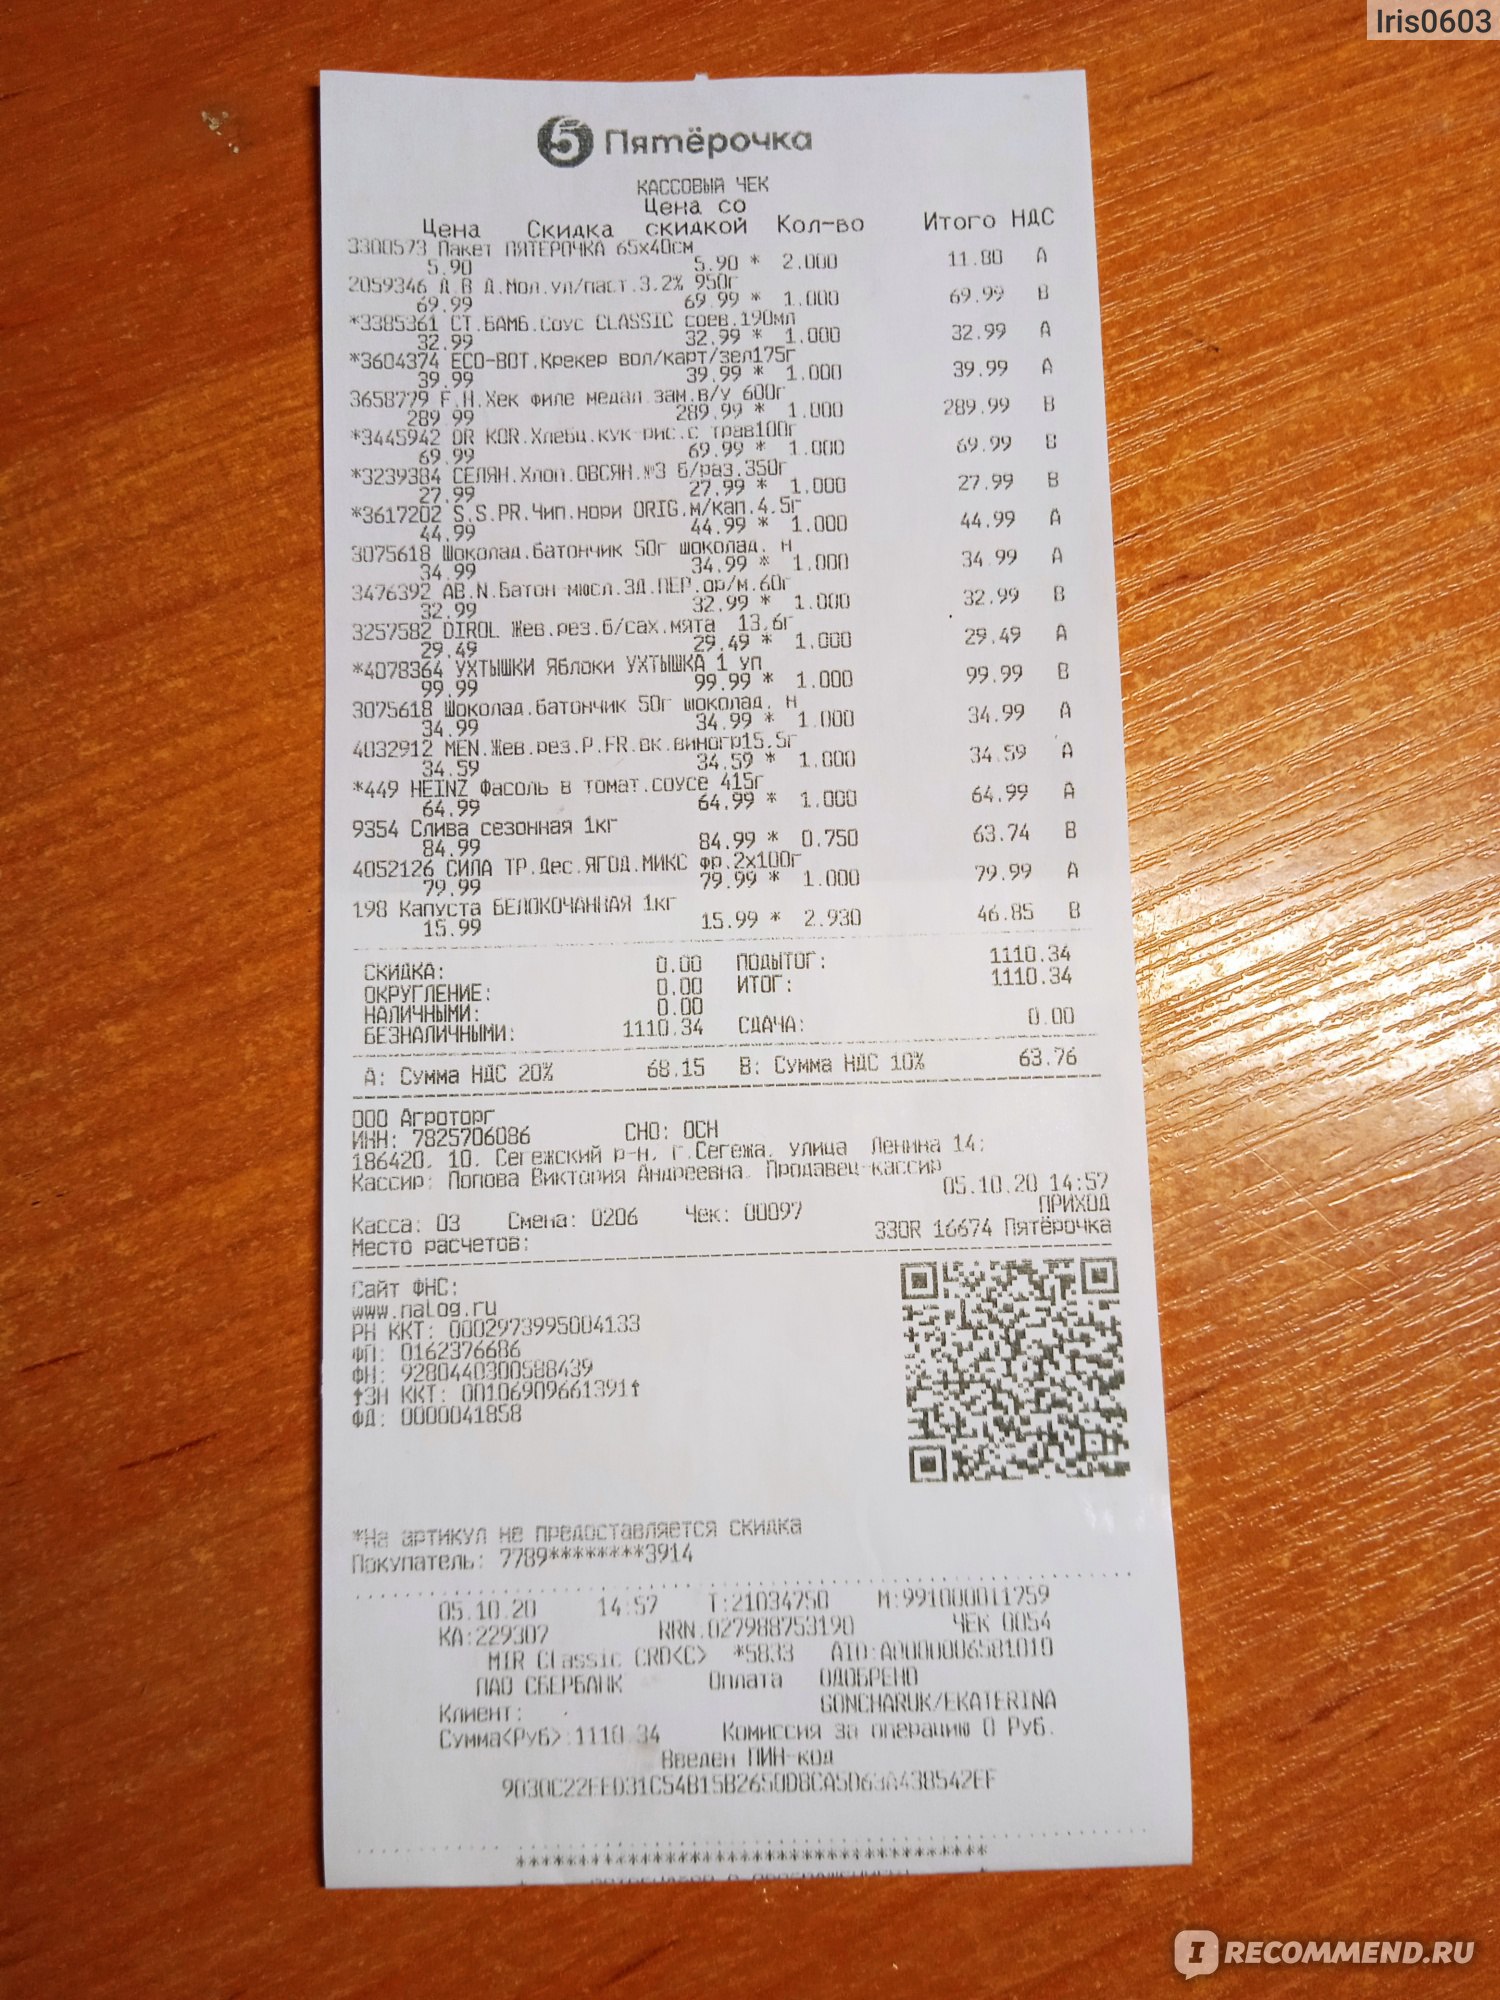 Iris0603
5 Пятёрочка
КАССОВЫЙ ЧЕК
Цена Скидка Цена со скидкой Кол-во Итого НДС
3300573 Пакет ПЯТЕРОЧКА 65х40см
5.90 5.90 * 2.000 11.80 А
2059346 Д.В Д.Мол.ул/паст.3.2% 950г
69.99 69.99 * 1.000 69.99 В
*3385361 СТ.БАМБ.Соус CLASSIC соев.190мл
32.99 32.99 * 1.000 32.99 А
*3604374 ECO-BOT.Крекер вол/карт/зел175г
39.99 39.99 * 1.000 39.99 А
3658779 F.H.Хек филе медал.зам.в/у 600г
289.99 289.99 * 1.000 289.99 В
*3445942 DR KOR.Хлебц.кук-рис.с трав100г
69.99 69.99 * 1.000 69.99 В
*3239384 СЕЛЯН.Хлоп.ОВСЯН.№3 б/раз.350г
27.99 27.99 * 1.000 27.99 В
*3617202 S.S.PR.Чип.нори ORIG.м/кап.4.5г
44.99 44.99 * 1.000 44.99 А
3075618 Шоколад.батончик 50г шоколад. н
34.99 34.99 * 1.000 34.99 А
3476392 AB.N.Батон-мюсл.ЗД.ПЕР.ор/м.60г
32.99 32.99 * 1.000 32.99 В
3257582 DIROL Жев.рез.б/сах.мята 13,6г
29.49 29.49 * 1.000 29.49 А
*4078364 УХТЫШКИ Яблоки УХТЫШКА 1 уп
99.99 99.99 * 1.000 99.99 В
3075618 Шоколад.батончик 50г шоколад. н
34.99 34.99 * 1.000 34.99 А
4032912 MEN.Жев.рез.P.FR.вк.виногр15.5г
34.59 34.59 * 1.000 34.59 А
*449 HEINZ Фасоль в томат.соусе 415г
64.99 64.99 * 1.000 64.99 А
9354 Слива сезонная 1кг
84.99 84.99 * 0.750 63.74 В
4052126 СИЛА ТР.Дес.ЯГОД.МИКС фр.2х100г
79.99 79.99 * 1.000 79.99 А
198 Капуста БЕЛОКОЧАННАЯ 1кг
15.99 15.99 * 2.930 46.85 В
СКИДКА: 0.00 ПОДЫТОГ: 1110.34
ОКРУГЛЕНИЕ: 0.00 ИТОГ: 1110.34
НАЛИЧНЫМИ: 0.00
БЕЗНАЛИЧНЫМИ: 1110.34 СДАЧА: 0.00
А: Сумма НДС 20% 68.15 В: Сумма НДС 10% 63.76
ООО Агроторг
ИНН: 7825706086 СНО: ОСН
186420, 10, Сегежский р-н, г.Сегежа, улица Ленина 14;
Кассир: Попова Виктория Андреевна. Продавец-кассир
05.10.20 14:57
Касса: 03 Смена: 0206 Чек: 00097 ПРИХОД
Место расчетов: 330R 16674 Пятёрочка
Сайт ФНС:
www.nalog.ru
РН ККТ: 0002973995004133
ФП: 0162376686
ФН: 9280440300588439
↑ЗН ККТ: 00106909661391↑
ФД: 0000041858
*На артикул не предоставляется скидка
Покупатель: 7789********3914
05.10.20 14:57 Т:21034750 М:991000011759
КА:229307 RRN:027988753190 ЧЕК 0054
MIR Classic CRD<C> *5833 AID:A0000006581010
ПАО СБЕРБАНК Оплата ОДОБРЕНО
Клиент: GONCHARUK/EKATERINA
Сумма<Руб>:1110.34 Комиссия за операцию 0 Руб.
Введен ПИН-код
I RECOMMEND.RU